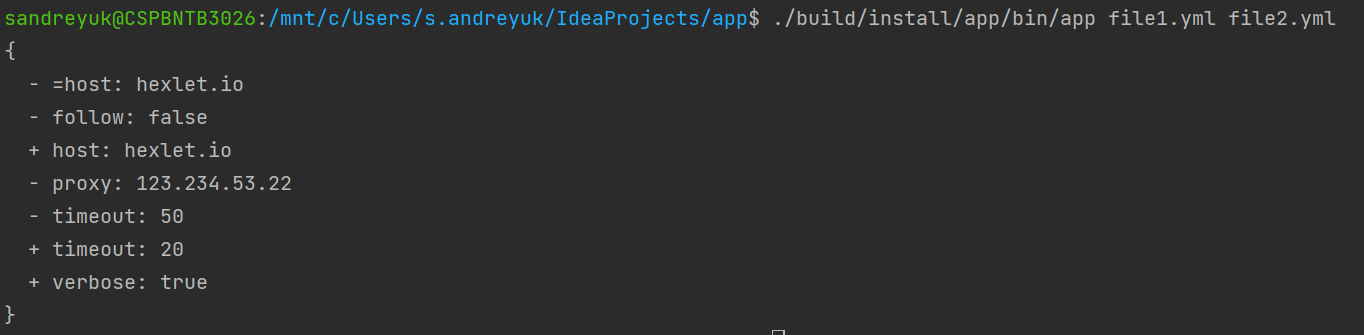 sandreyuk@CSPBNTB3026:/mnt/c/Users/s.andreyuk/IdeaProjects/app$ ./build/install/app/bin/app file1.yml file2.yml
{
  - =host: hexlet.io
  - follow: false
  + host: hexlet.io
  - proxy: 123.234.53.22
  - timeout: 50
  + timeout: 20
  + verbose: true
}